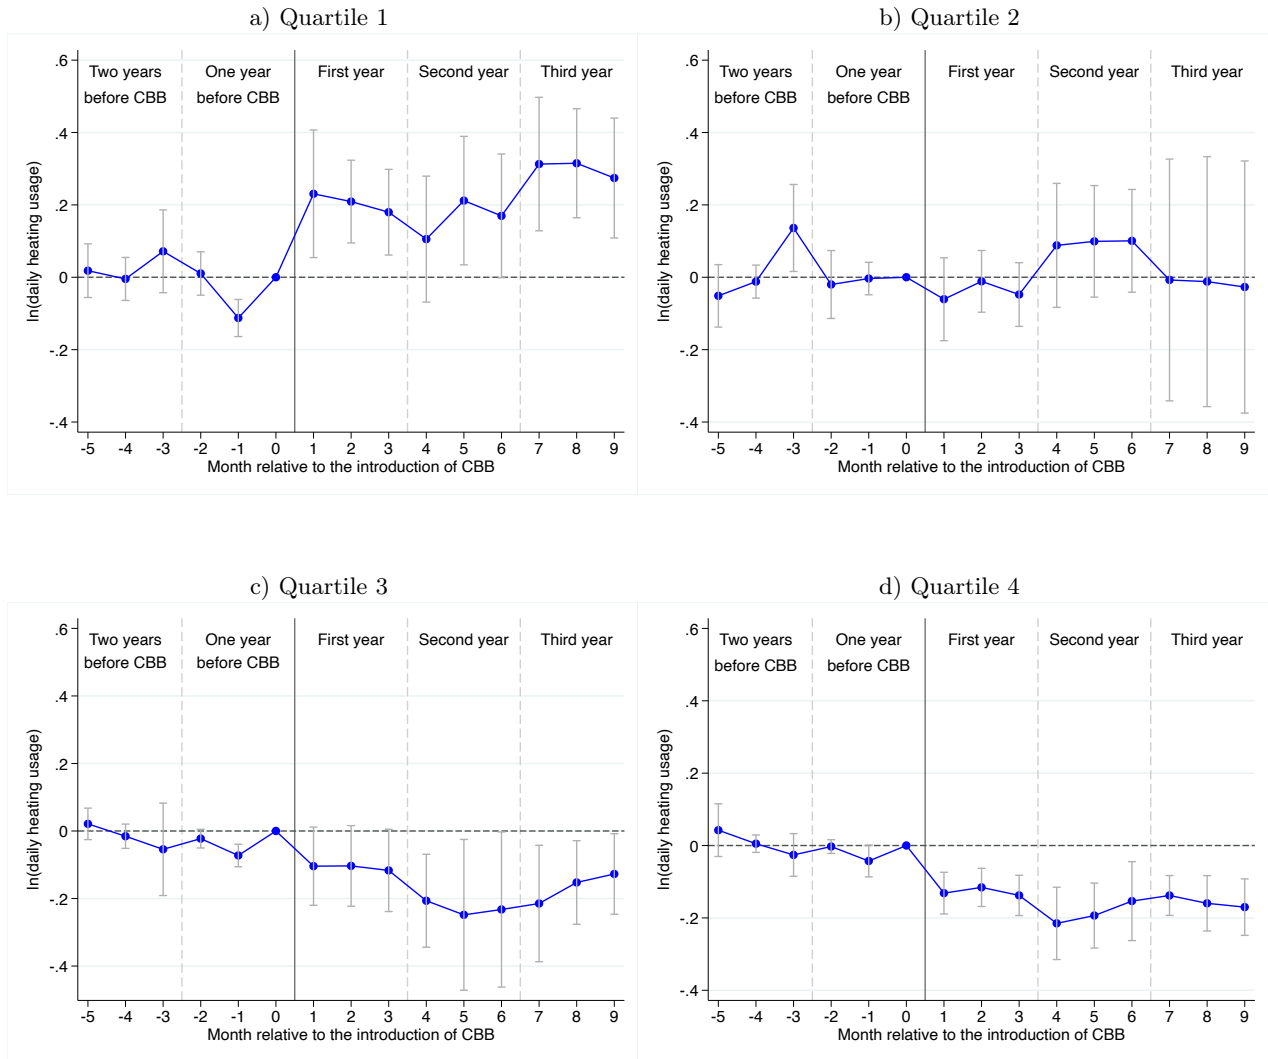 a) Quartile 1
.6
Two years
before CBB
One year
before CBB
First year
Second year
Third year
.4
.2
0
-.2
-.4
ln(daily heating usage)
-5 -4 -3 -2 -1 0 1 2 3 4 5 6 7 8 9
Month relative to the introduction of CBB
b) Quartile 2
.6
Two years
before CBB
One year
before CBB
First year
Second year
Third year
.4
.2
0
-.2
-.4
ln(daily heating usage)
-5 -4 -3 -2 -1 0 1 2 3 4 5 6 7 8 9
Month relative to the introduction of CBB
c) Quartile 3
.6
Two years
before CBB
One year
before CBB
First year
Second year
Third year
.4
.2
0
-.2
-.4
ln(daily heating usage)
-5 -4 -3 -2 -1 0 1 2 3 4 5 6 7 8 9
Month relative to the introduction of CBB
d) Quartile 4
.6
Two years
before CBB
One year
before CBB
First year
Second year
Third year
.4
.2
0
-.2
-.4
ln(daily heating usage)
-5 -4 -3 -2 -1 0 1 2 3 4 5 6 7 8 9
Month relative to the introduction of CBB